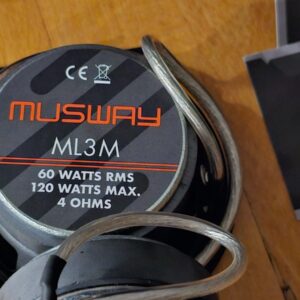 CE
MUSWAY
ML3M
60 WATTS RMS
120 WATTS MAX.
4 OHMS